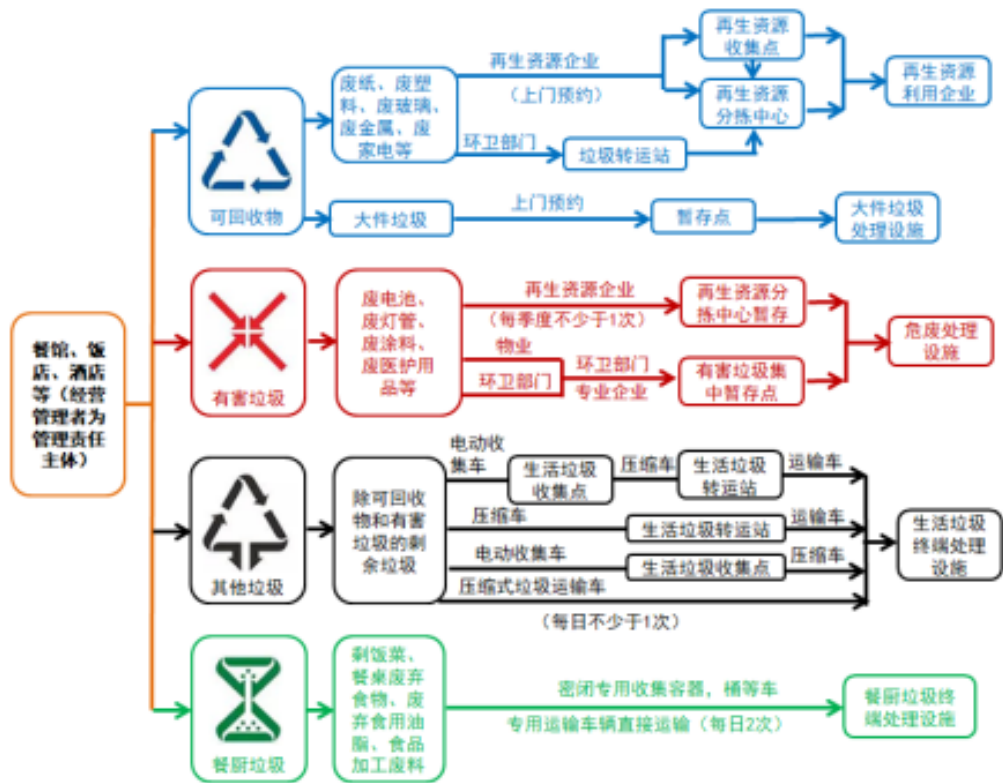 餐馆、饭
店、酒店
等（经营
管理者为
管理责任
主体）
可回收物
废纸、废塑
料、废玻璃、
废金属、废
家电等
再生资源企业
（上门预约）
环卫部门
垃圾转运站
再生资源
收集点
再生资源
分拣中心
再生资源
利用企业
大件垃圾
上门预约
暂存点
大件垃圾
处理设施
有害垃圾
废电池、
废灯管、
废涂料、
废医护用
品等
再生资源企业
（每季度不少于1次）
物业
环卫部门
环卫部门
专业企业
再生资源分
拣中心暂存
有害垃圾集
中暂存点
危废处理
设施
其他垃圾
除可回收
物和有害
垃圾的剩
余垃圾
电动收
集车
生活垃圾
收集点
压缩车
生活垃圾
转运站
运输车
压缩车
生活垃圾转运站
运输车
电动收集车
生活垃圾收集点
压缩车
压缩式垃圾运输车
（每日不少于1次）
生活垃圾
终端处理
设施
餐厨垃圾
剩饭菜、
餐桌废弃
食物、废
弃食用油
脂、食品
加工废料
密闭专用收集容器，桶等车
专用运输车辆直接运输（每日2次）
餐厨垃圾终
端处理设施